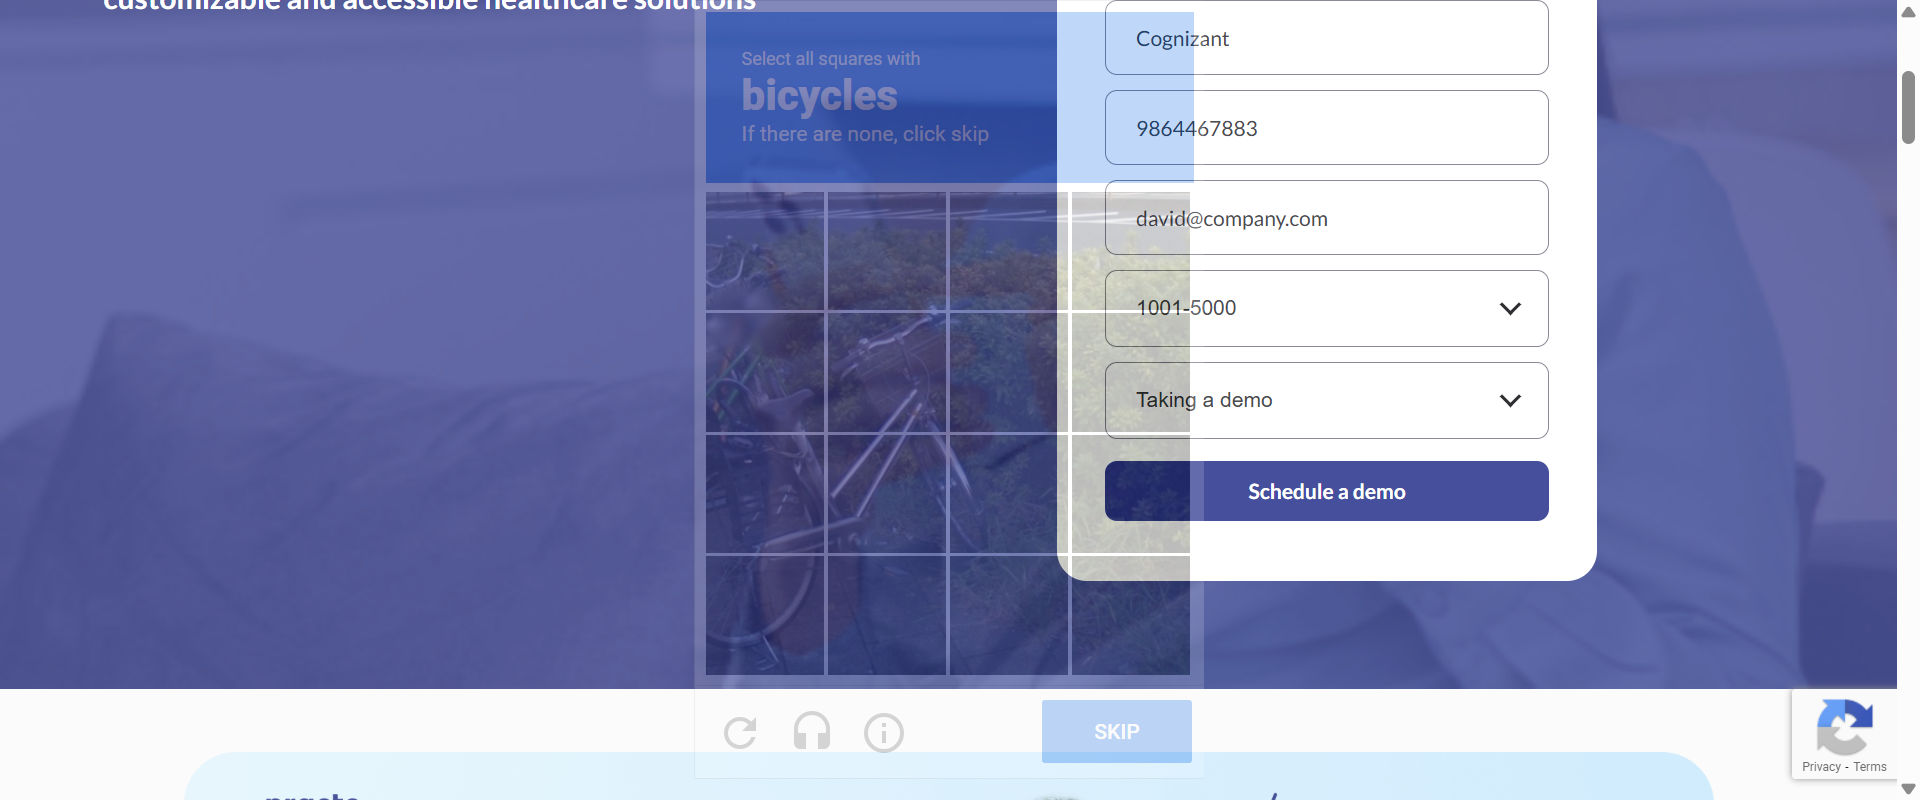 customizable and accessible healthcare solutions
Select all squares with
bicycles
If there are none, click skip
Cognizant
9864467883
david@company.com
1001-5000
Taking a demo
Schedule a demo
SKIP
Privacy - Terms